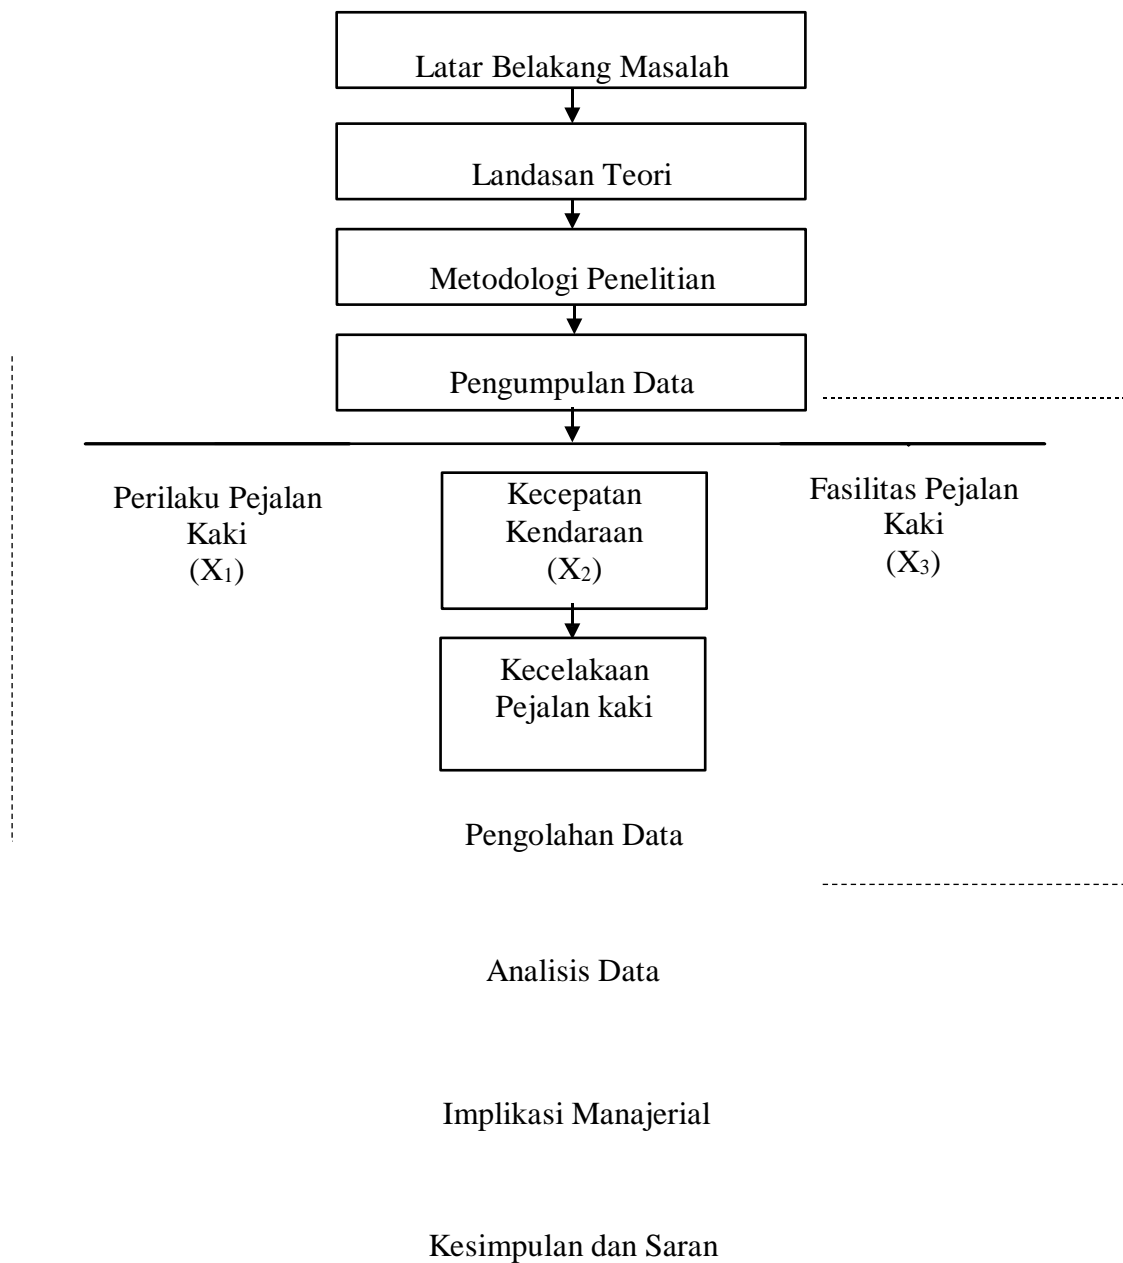 Latar Belakang Masalah
Landasan Teori
Metodologi Penelitian
Pengumpulan Data
Perilaku Pejalan
Kaki
(X₁)
Kecepatan
Kendaraan
(X₂)
Fasilitas Pejalan
Kaki
(X₃)
Kecelakaan
Pejalan kaki
Pengolahan Data
Analisis Data
Implikasi Manajerial
Kesimpulan dan Saran